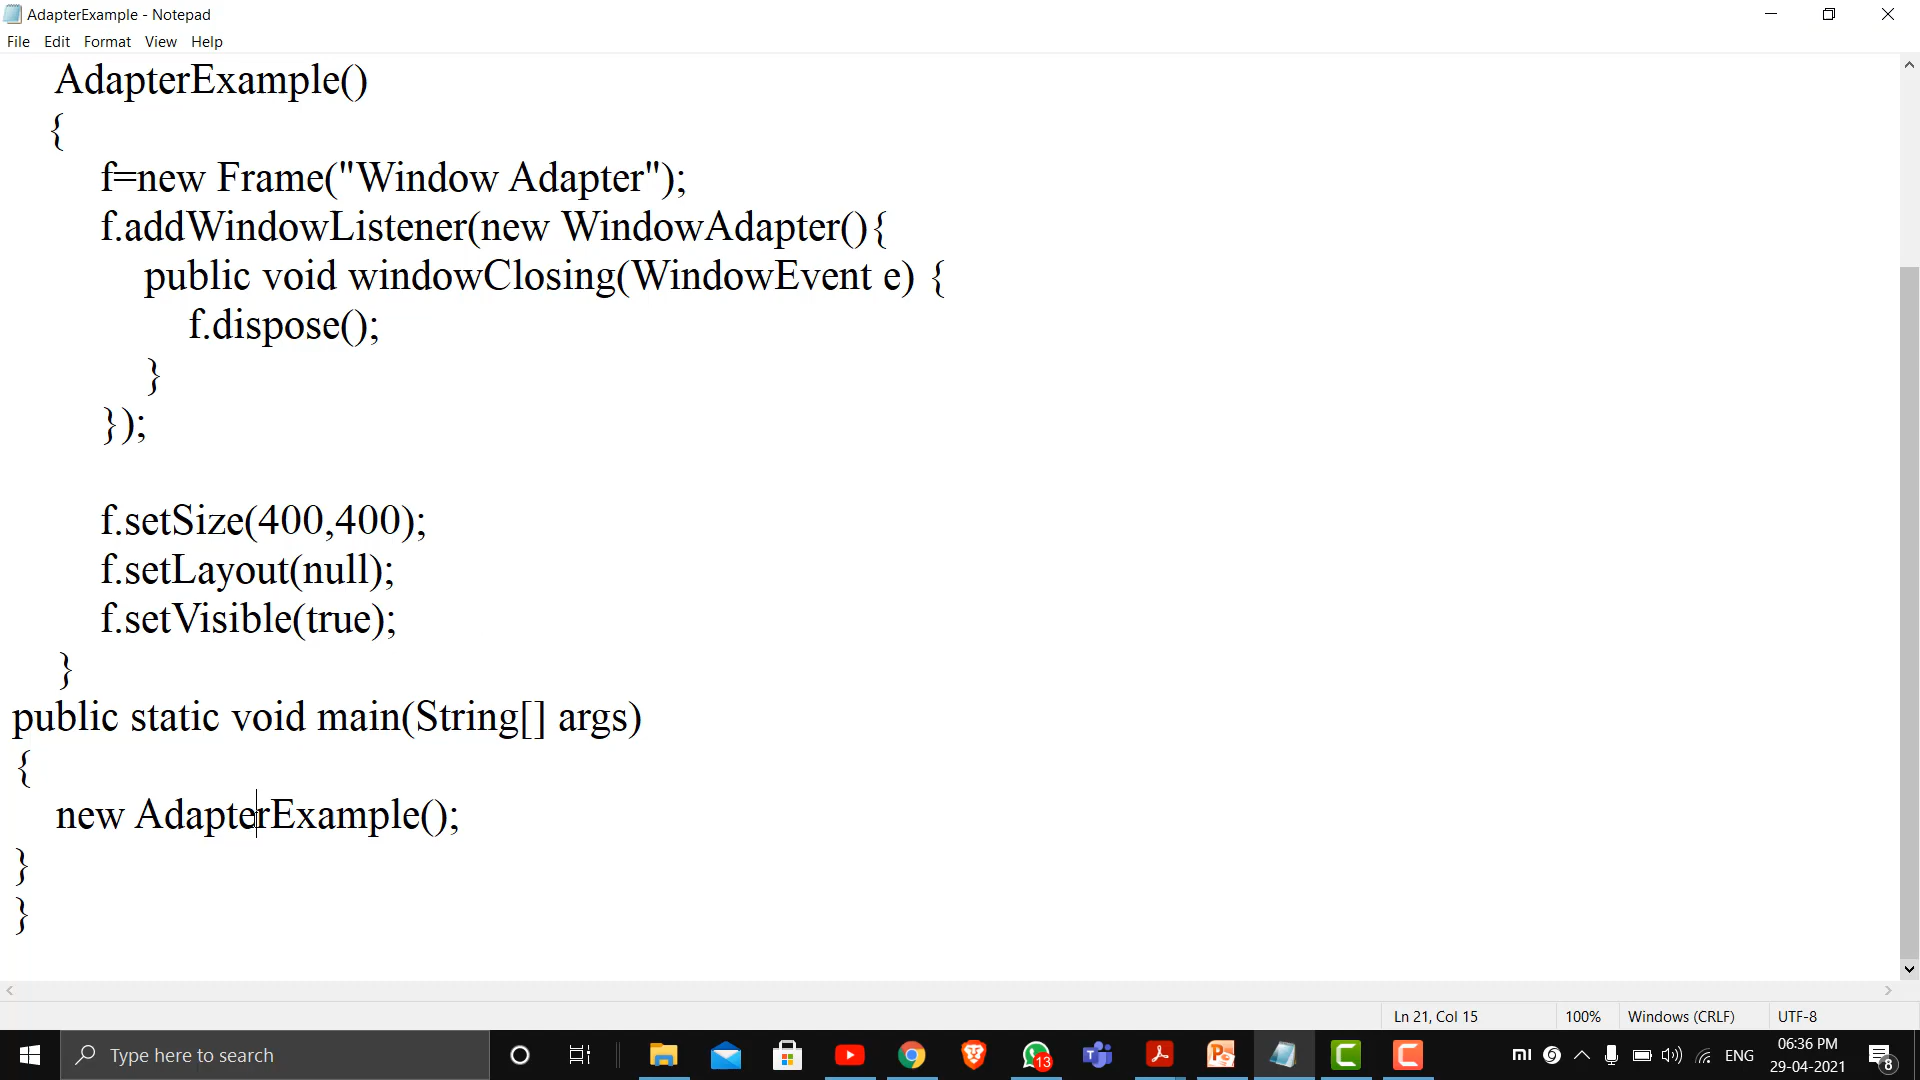 AdapterExample - Notepad
File Edit Format View Help
AdapterExample()
{
f=new Frame("Window Adapter");
f.addWindowListener(new WindowAdapter(){
public void windowClosing(WindowEvent e) {
f.dispose();
}
});
f.setSize(400,400);
f.setLayout(null);
f.setVisible(true);
}
public static void main(String[] args)
{
new AdapterExample();
}
}
Ln 21, Col 15 100% Windows (CRLF) UTF-8
Type here to search 13 ENG 06:36 PM 29-04-2021 8